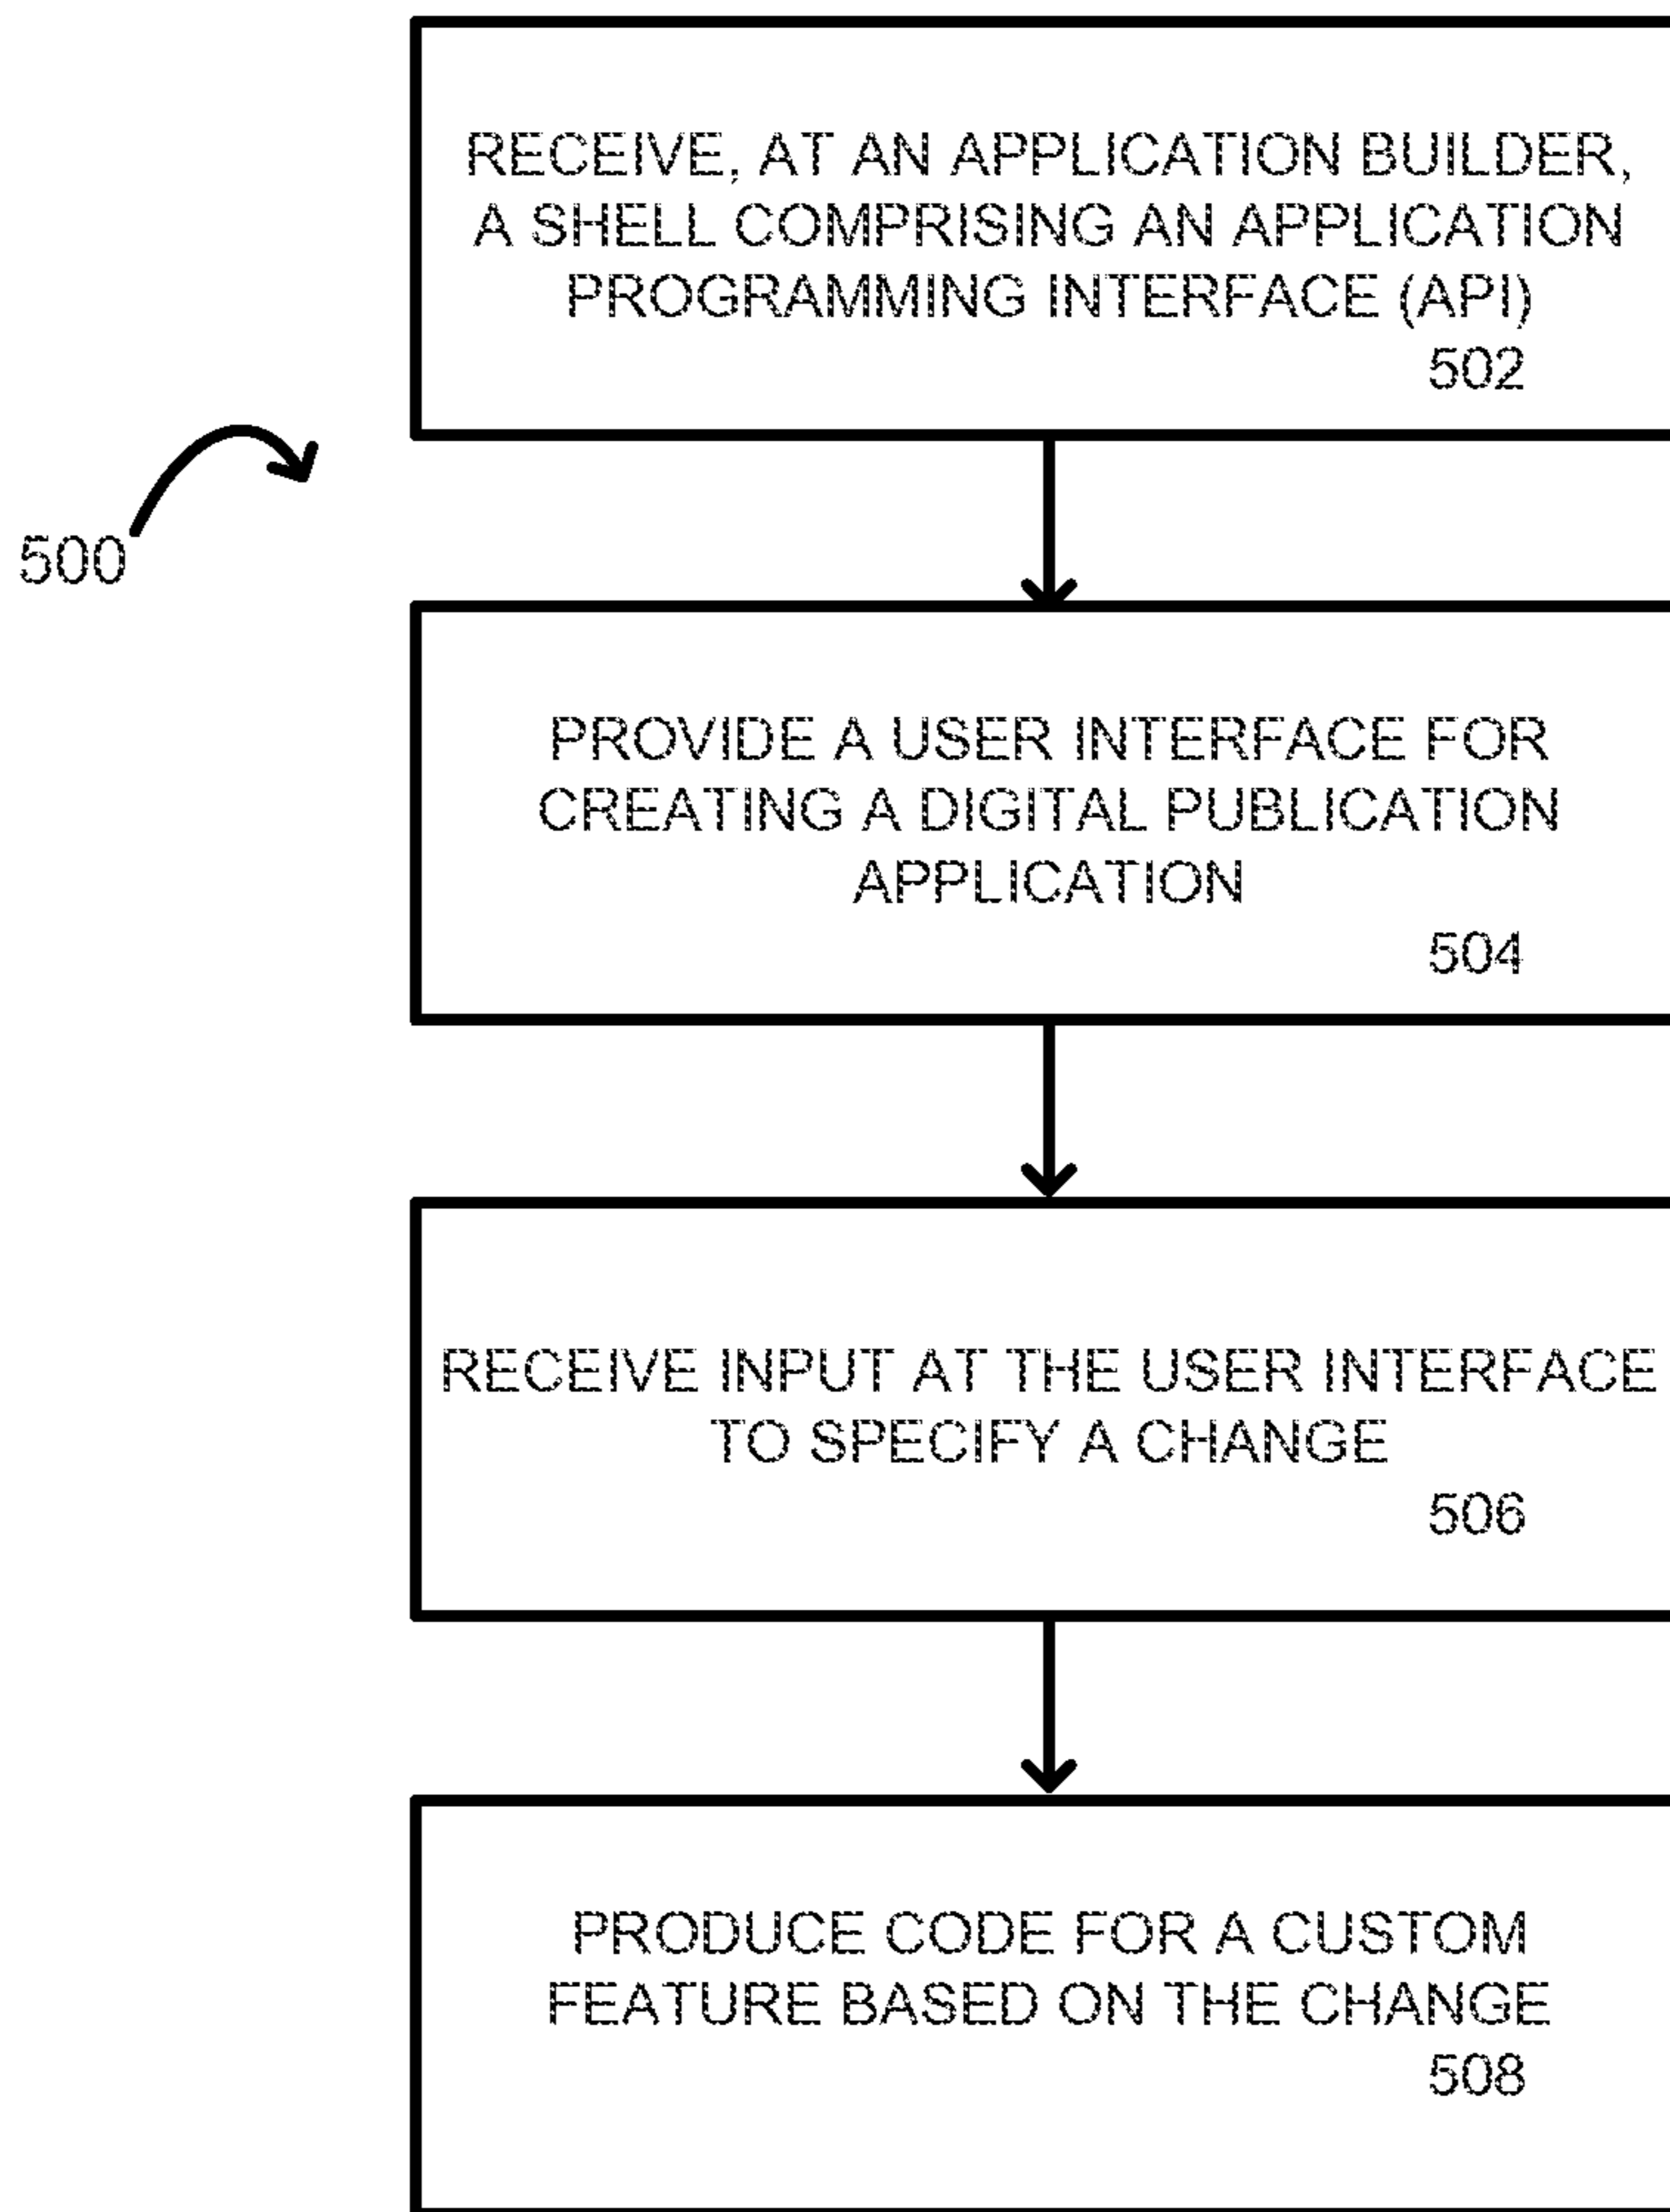 RECEIVE, AT AN APPLICATION BUILDER,
A SHELL COMPRISING AN APPLICATION
PROGRAMMING INTERFACE (API)
502
500
PROVIDE A USER INTERFACE FOR
CREATING A DIGITAL PUBLICATION
APPLICATION
504
RECEIVE INPUT AT THE USER INTERFACE
TO SPECIFY A CHANGE
506
PRODUCE CODE FOR A CUSTOM
FEATURE BASED ON THE CHANGE
508